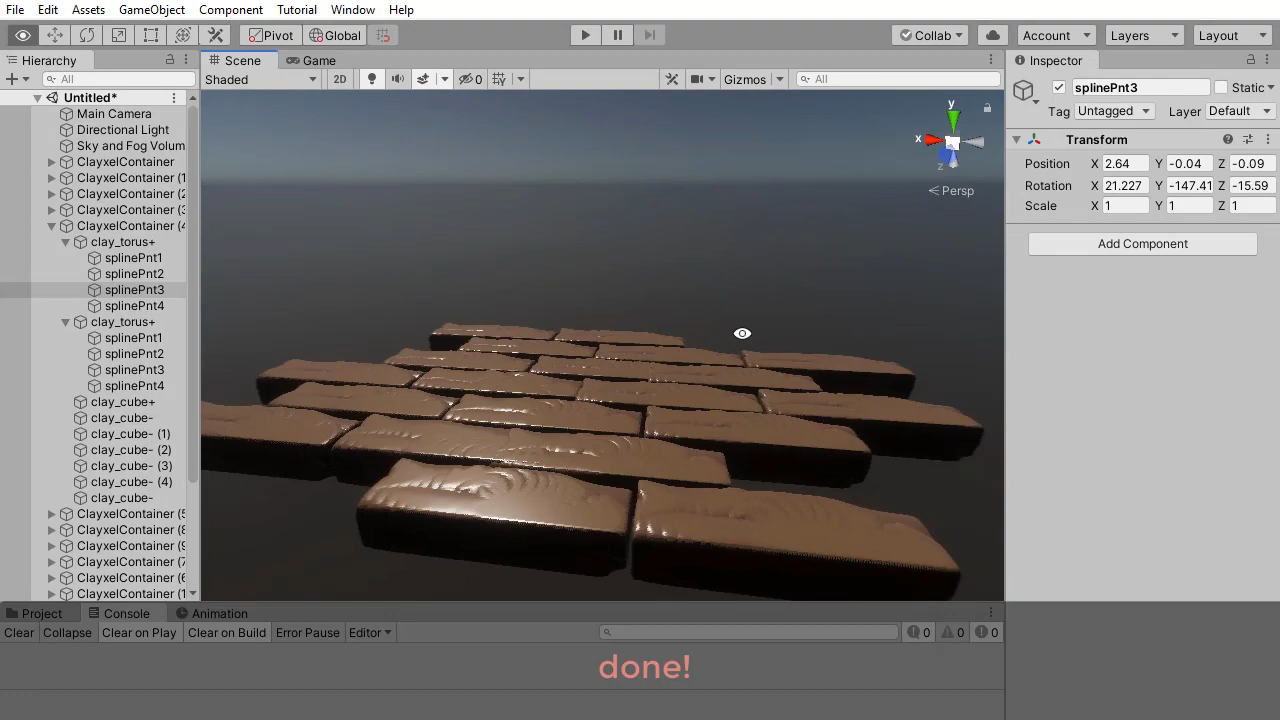 File Edit Assets GameObject Component Tutorial Window Help
Pivot Global Collab Account Layers Layout
Hierarchy Scene Game Inspector
All Shaded 2D 0 Gizmos All
splinePnt3 Static
Tag Untagged Layer Default
Transform
Position X 2.64 Y -0.04 Z -0.09
Rotation X 21.227 Y -147.41 Z -15.59
Scale X 1 Y 1 Z 1
Add Component
Untitled*
Main Camera
Directional Light
Sky and Fog Volum
ClayxelContainer
ClayxelContainer (1
ClayxelContainer (2
ClayxelContainer (3
ClayxelContainer (4
clay_torus+
splinePnt1
splinePnt2
splinePnt3
splinePnt4
clay_torus+
splinePnt1
splinePnt2
splinePnt3
splinePnt4
clay_cube+
clay_cube-
clay_cube- (1)
clay_cube- (2)
clay_cube- (3)
clay_cube- (4)
clay_cube-
ClayxelContainer (5
ClayxelContainer (8
ClayxelContainer (9
ClayxelContainer (7
ClayxelContainer (6
ClayxelContainer (1
y
x
z
Persp
Project Console Animation
Clear Collapse Clear on Play Clear on Build Error Pause Editor 0 0 0
done!